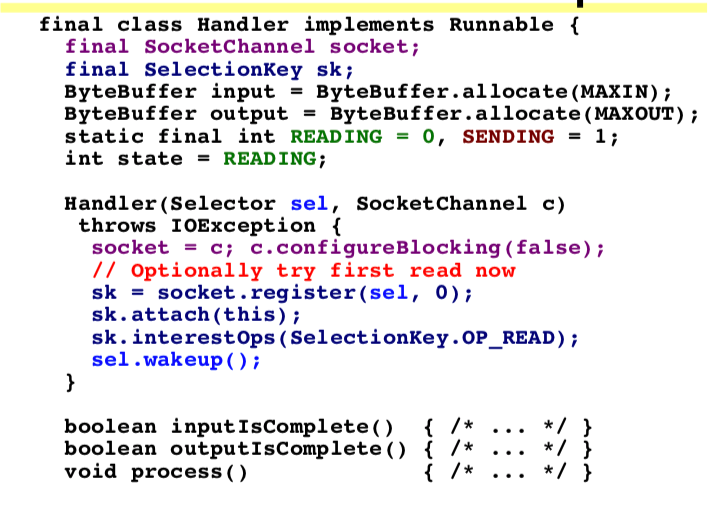 final class Handler implements Runnable {
final SocketChannel socket;
final SelectionKey sk;
ByteBuffer input = ByteBuffer.allocate(MAXIN);
ByteBuffer output = ByteBuffer.allocate(MAXOUT);
static final int READING = 0, SENDING = 1;
int state = READING;
Handler(Selector sel, SocketChannel c)
throws IOException {
socket = c; c.configureBlocking(false);
// Optionally try first read now
sk = socket.register(sel, 0);
sk.attach(this);
sk.interestOps(SelectionKey.OP_READ);
sel.wakeup();
}
boolean inputIsComplete() { /* ... */ }
boolean outputIsComplete() { /* ... */ }
void process() { /* ... */ }